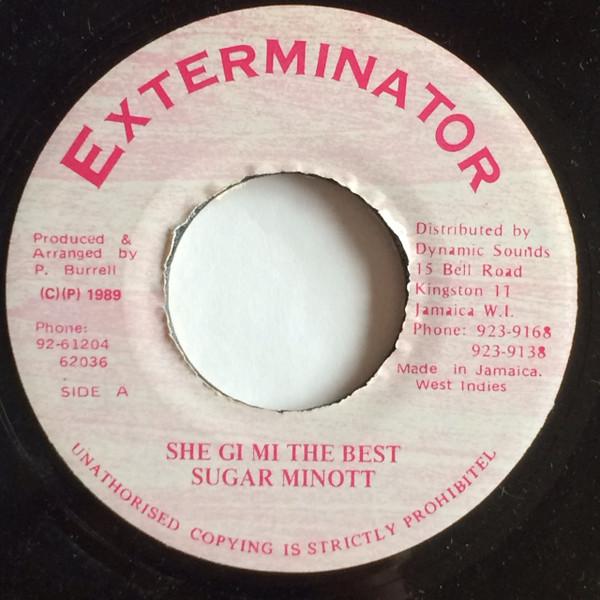 EXTERMINATOR
Produced &
Arranged by
P. Burrell
(C)(P) 1989
Phone:
92-61204
62036
SIDE A
Distributed by
Dynamic Sounds
15 Bell Road
Kingston 11
Jamaica W.I.
Phone: 923-9168
923-9138
Made in Jamaica.
West Indies
SHE GI MI THE BEST
SUGAR MINOTT
UNATHORISED COPYING IS STRICTLY PROHIBITEL